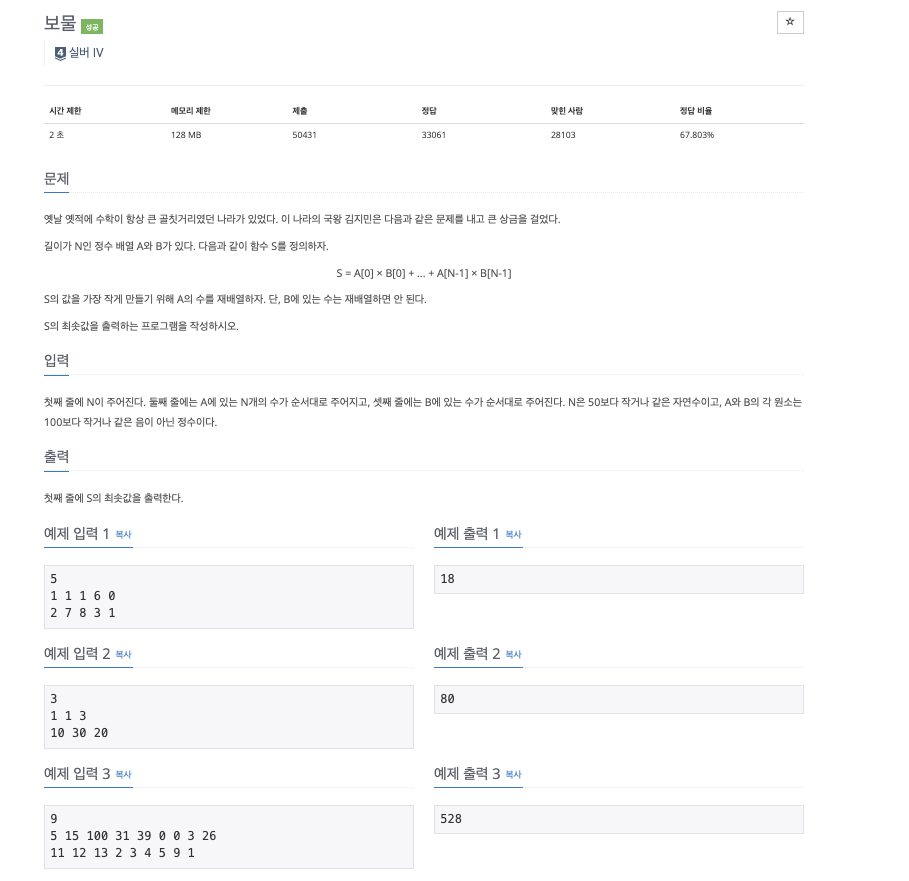 보물 성공
☆
4 실버 IV
시간 제한 메모리 제한 제출 정답 맞힌 사람 정답 비율
2 초 128 MB 50431 33061 28103 67.803%
문제
옛날 옛적에 수학이 항상 큰 골칫거리였던 나라가 있었다. 이 나라의 국왕 김지민은 다음과 같은 문제를 내고 큰 상금을 걸었다.
길이가 N인 정수 배열 A와 B가 있다. 다음과 같이 함수 S를 정의하자.
S = A[0] × B[0] + ... + A[N-1] × B[N-1]
S의 값을 가장 작게 만들기 위해 A의 수를 재배열하자. 단, B에 있는 수는 재배열하면 안 된다.
S의 최솟값을 출력하는 프로그램을 작성하시오.
입력
첫째 줄에 N이 주어진다. 둘째 줄에는 A에 있는 N개의 수가 순서대로 주어지고, 셋째 줄에는 B에 있는 수가 순서대로 주어진다. N은 50보다 작거나 같은 자연수이고, A와 B의 각 원소는
100보다 작거나 같은 음이 아닌 정수이다.
출력
첫째 줄에 S의 최솟값을 출력한다.
예제 입력 1 복사
5
1 1 1 6 0
2 7 8 3 1
예제 출력 1 복사
18
예제 입력 2 복사
3
1 1 3
10 30 20
예제 출력 2 복사
80
예제 입력 3 복사
9
5 15 100 31 39 0 0 3 26
11 12 13 2 3 4 5 9 1
예제 출력 3 복사
528